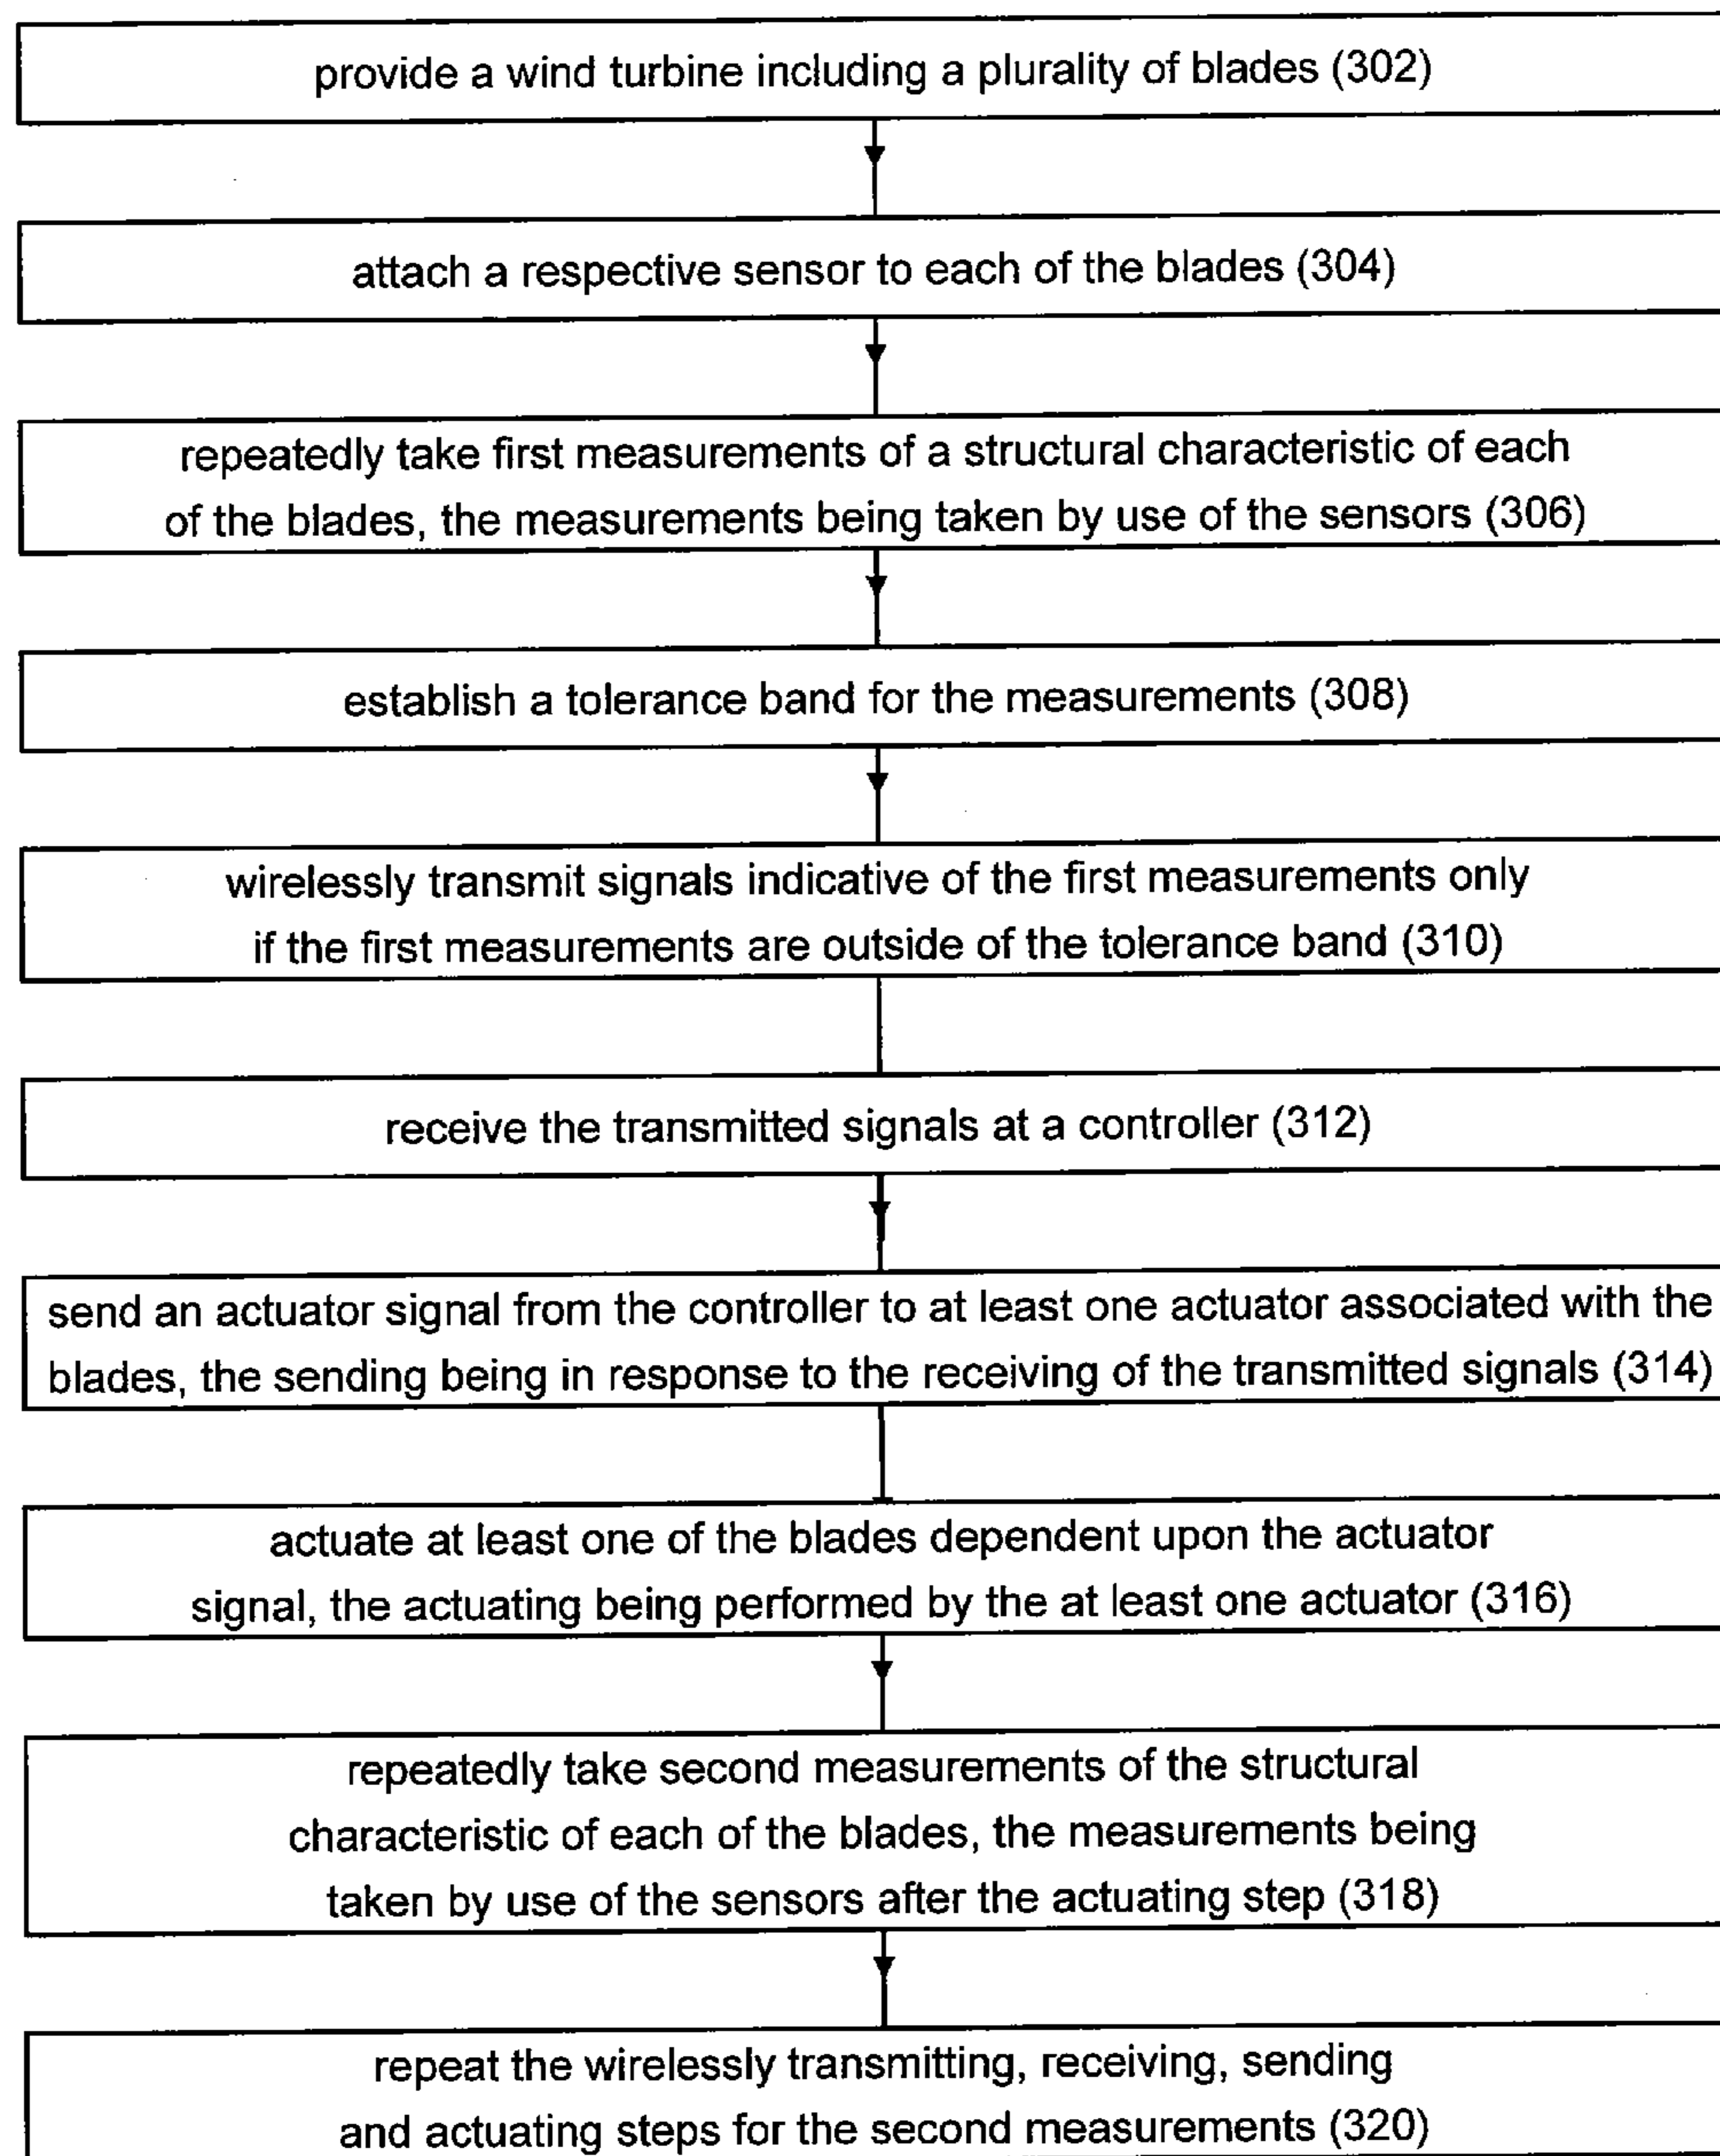 provide a wind turbine including a plurality of blades (302)
attach a respective sensor to each of the blades (304)
repeatedly take first measurements of a structural characteristic of each
of the blades, the measurements being taken by use of the sensors (306)
establish a tolerance band for the measurements (308)
wirelessly transmit signals indicative of the first measurements only
if the first measurements are outside of the tolerance band (310)
receive the transmitted signals at a controller (312)
send an actuator signal from the controller to at least one actuator associated with the
blades, the sending being in response to the receiving of the transmitted signals (314)
actuate at least one of the blades dependent upon the actuator
signal, the actuating being performed by the at least one actuator (316)
repeatedly take second measurements of the structural
characteristic of each of the blades, the measurements being
taken by use of the sensors after the actuating step (318)
repeat the wirelessly transmitting, receiving, sending
and actuating steps for the second measurements (320)